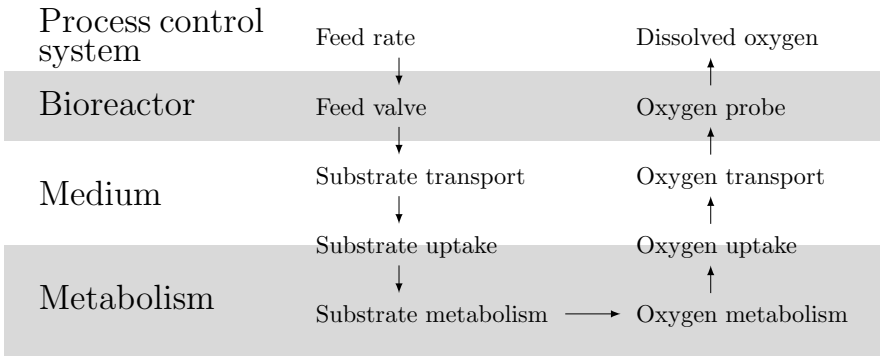 Process control
system
Feed rate
Dissolved oxygen
Bioreactor
Feed valve
Oxygen probe
Medium
Substrate transport
Oxygen transport
Substrate uptake
Oxygen uptake
Metabolism
Substrate metabolism
Oxygen metabolism